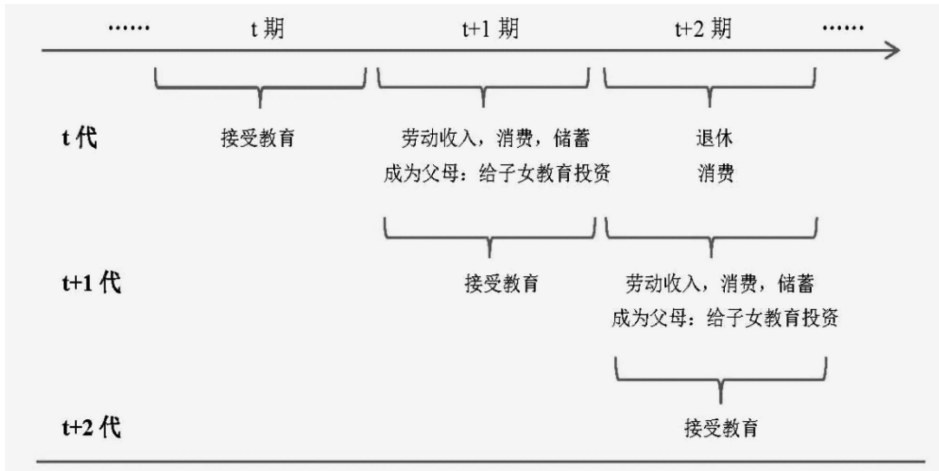 …… t 期 t+1 期 t+2 期 ……
t 代 接受教育 劳动收入，消费，储蓄 退休
成为父母：给子女教育投资 消费
t+1 代 接受教育 劳动收入，消费，储蓄
成为父母：给子女教育投资
t+2 代 接受教育